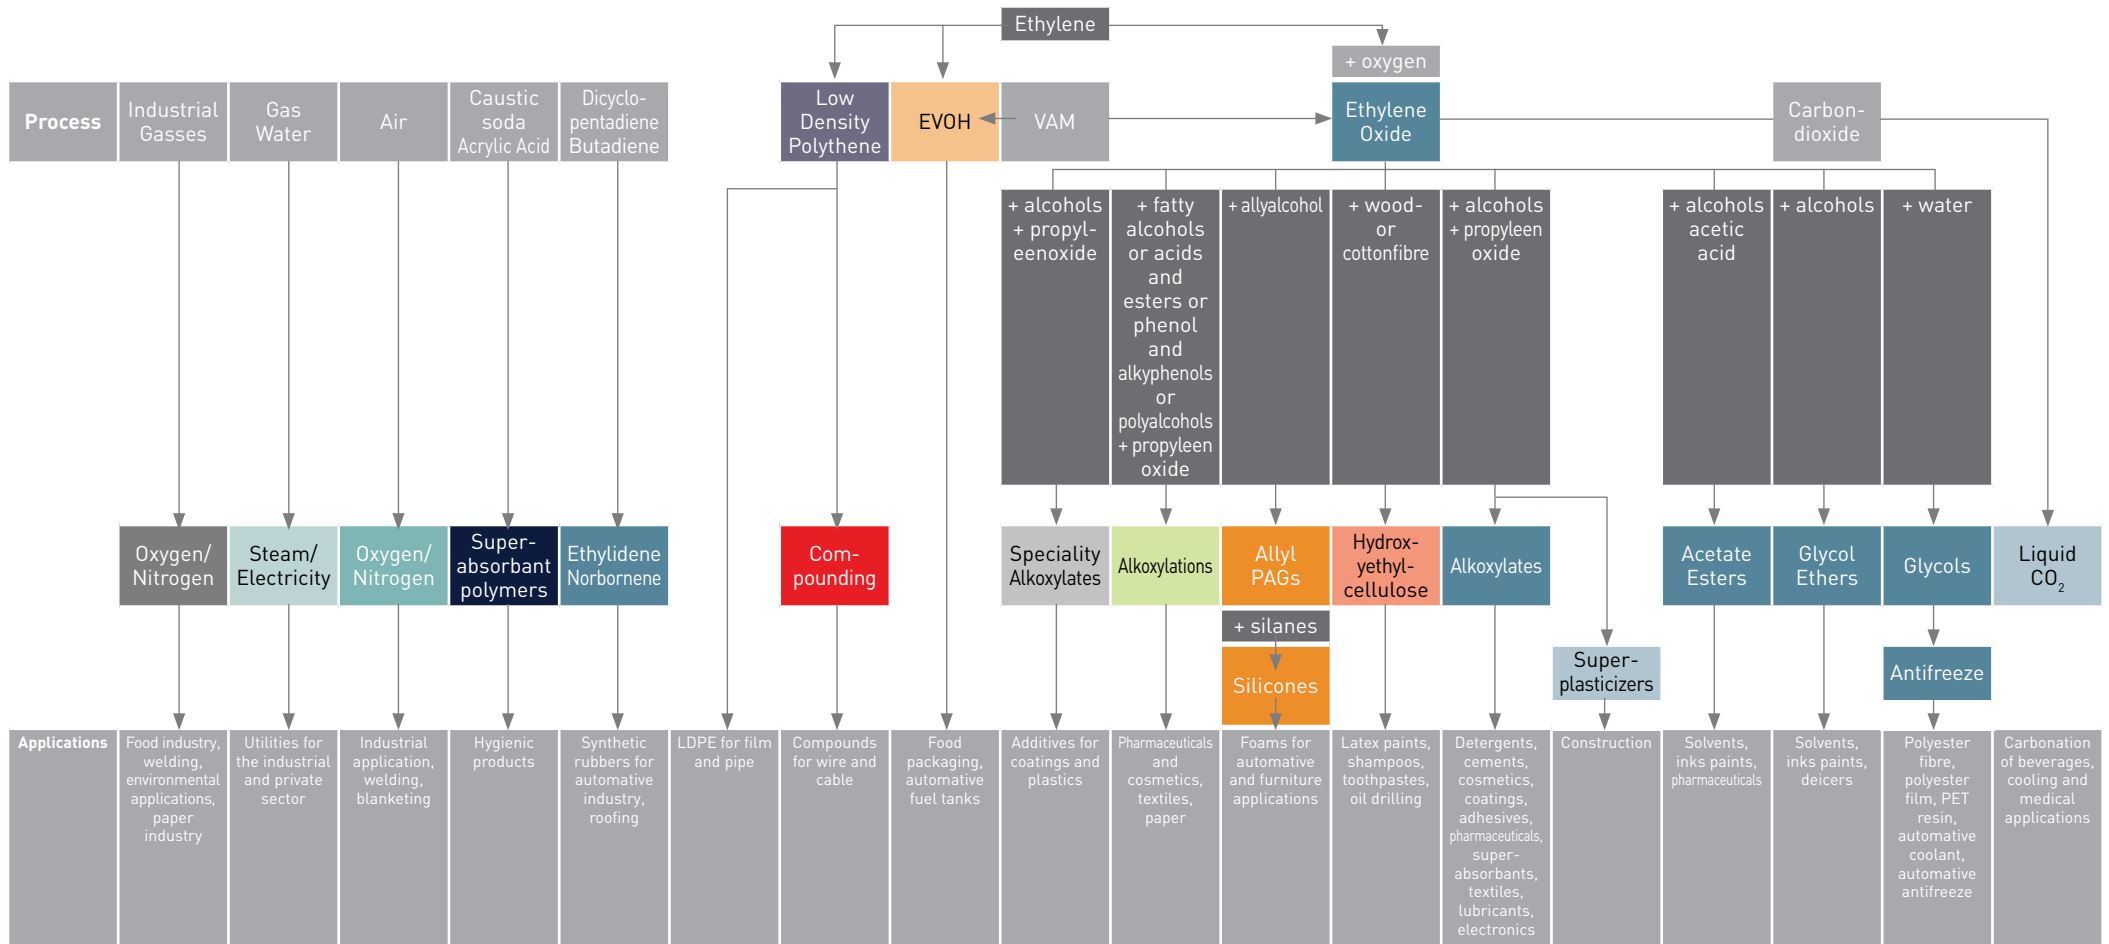 Ethylene
+ oxygen
Process
Industrial
Gasses
Gas
Water
Air
Caustic
soda
Acrylic Acid
Dicyclo-
pentadiene
Butadiene
Low
Density
Polythene
EVOH
VAM
Ethylene
Oxide
Carbon-
dioxide
+ alcohols
+ propyl-
eenoxide
+ fatty
alcohols
or acids
and
esters or
phenol
and
alkyphenols
or
polyalcohols
+ propyleen
oxide
+ allyalcohol
+ wood-
or
cottonfibre
+ alcohols
+ propyleen
oxide
+ alcohols
acetic
acid
+ alcohols
+ water
Oxygen/
Nitrogen
Steam/
Electricity
Oxygen/
Nitrogen
Super-
absorbant
polymers
Ethylidene
Norbornene
Com-
pounding
Speciality
Alkoxylates
Alkoxylations
Allyl
PAGs
Hydrox-
yethyl-
cellulose
Alkoxylates
Acetate
Esters
Glycol
Ethers
Glycols
Liquid
CO2
+ silanes
Silicones
Super-
plasticizers
Antifreeze
Applications
Food industry,
welding,
environmental
applications,
paper
industry
Utilities for
the industrial
and private
sector
Industrial
application,
welding,
blanketing
Hygienic
products
Synthetic
rubbers for
automative
industry,
roofing
LDPE for film
and pipe
Compounds
for wire and
cable
Food
packaging,
automative
fuel tanks
Additives for
coatings and
plastics
Pharmaceuticals
and
cosmetics,
textiles,
paper
Foams for
automative
and furniture
applications
Latex paints,
shampoos,
toothpastes,
oil drilling
Detergents,
cements,
cosmetics,
coatings,
adhesives,
pharmaceuticals,
super-
absorbants,
textiles,
lubricants,
electronics
Construction
Solvents,
inks paints,
pharmaceuticals
Solvents,
inks paints,
deicers
Polyester
fibre,
polyester
film, PET
resin,
automative
coolant,
automative
antifreeze
Carbonation
of beverages,
cooling and
medical
applications